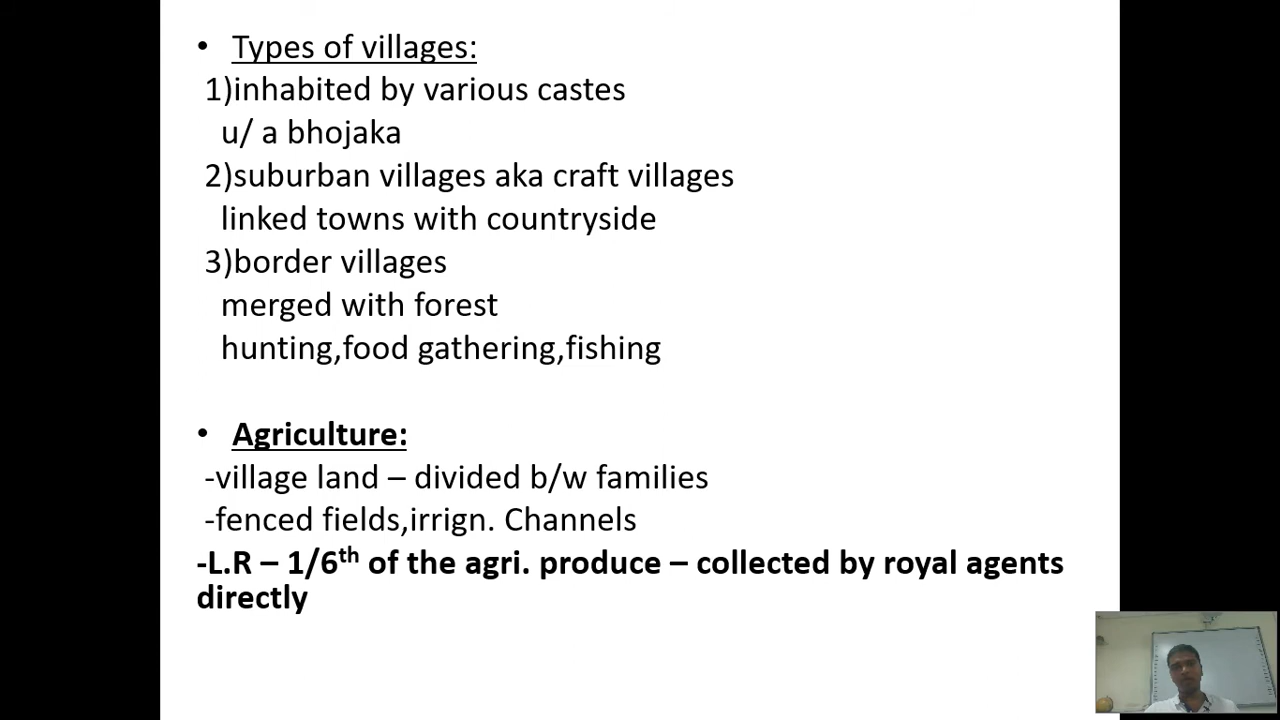 • Types of villages:
1)inhabited by various castes
u/ a bhojaka
2)suburban villages aka craft villages
linked towns with countryside
3)border villages
merged with forest
hunting,food gathering,fishing
• Agriculture:
-village land – divided b/w families
-fenced fields,irrign. Channels
-L.R – 1/6th of the agri. produce – collected by royal agents
directly